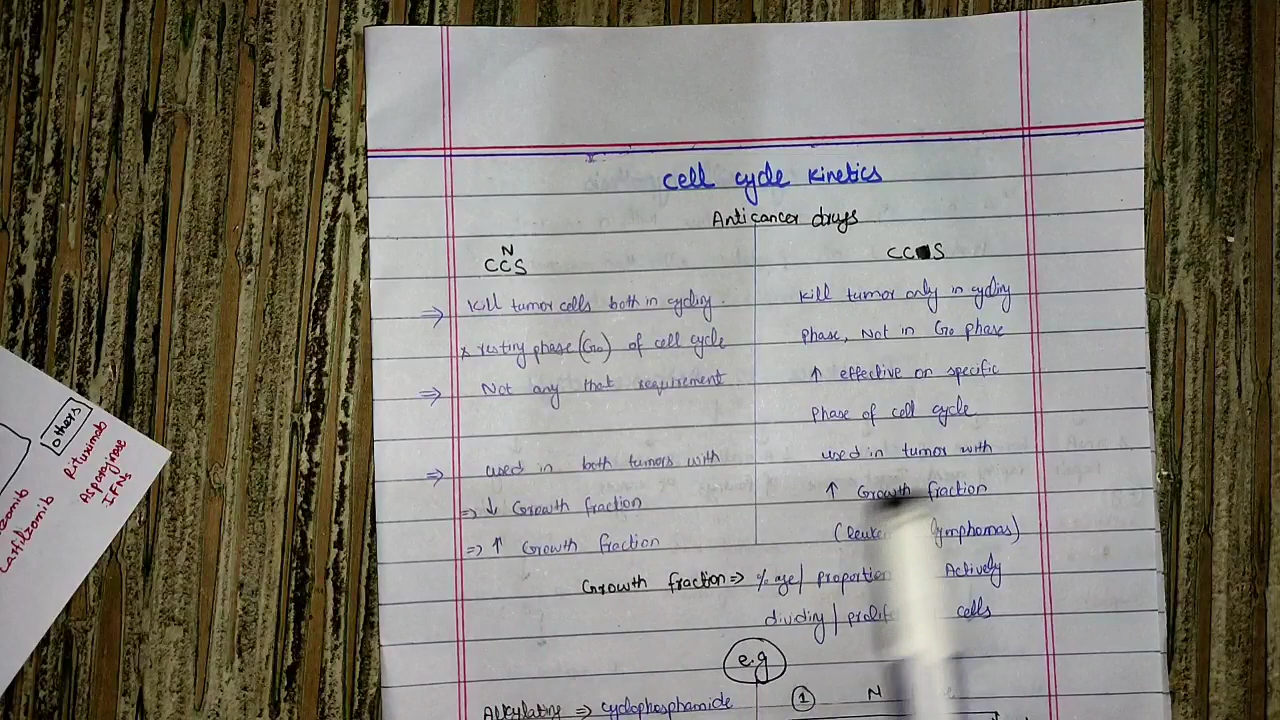 Cell cycle kinetics
Anticancer drugs
N
CCS
⇒ Kill tumor cells both in cycling
x resting phase (G0) of cell cycle
⇒ Not any that requirement
⇒ used in both tumors with
⇒ ↓ Growth fraction
⇒ ↑ Growth fraction
CC S
Kill tumor only in cycling
phase, Not in G0 phase
↑ effective on specific
Phase of cell cycle
used in tumor with
↑ Growth fraction
lymphomas)
Growth fraction ⇒ %age/ proportion Actively
dividing / cells
e.g
Alkylating ⇒ cyclophosphamide
① N
others
Rituximab
Asparaginase
IFNs
Carfilzomib